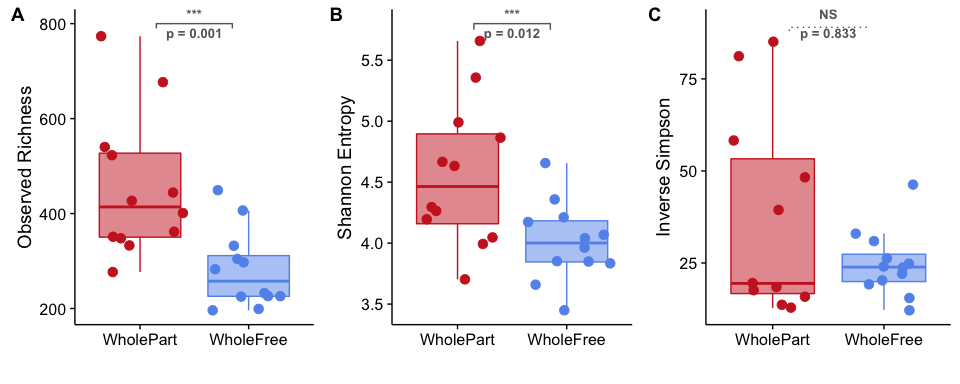 A
***
p = 0.001
Observed Richness
800
600
400
200
WholePart
WholeFree
B
***
p = 0.012
Shannon Entropy
5.5
5.0
4.5
4.0
3.5
WholePart
WholeFree
C
NS
p = 0.833
Inverse Simpson
75
50
25
WholePart
WholeFree